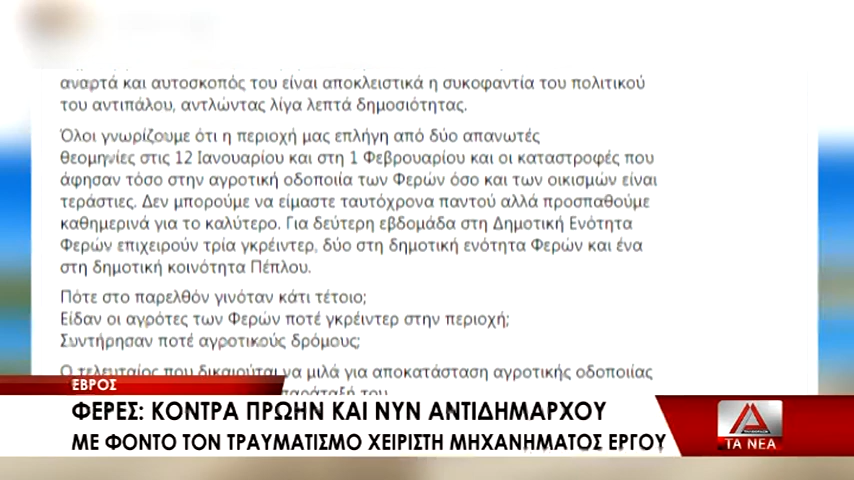 αναρτά και αυτοσκοπός του είναι αποκλειστικά η συκοφαντία του πολιτικού
του αντιπάλου, αντλώντας λίγα λεπτά δημοσιότητας.
Όλοι γνωρίζουμε ότι η περιοχή μας επλήγη από δύο απανωτές
θεομηνίες στις 12 Ιανουαρίου και στη 1 Φεβρουαρίου και οι καταστροφές που
άφησαν τόσο στην αγροτική οδοποιία των Φερών όσο και των οικισμών είναι
τεράστιες. Δεν μπορούμε να είμαστε ταυτόχρονα παντού αλλά προσπαθούμε
καθημερινά για το καλύτερο. Για δεύτερη εβδομάδα στη Δημοτική Ενότητα
Φερών επιχειρούν τρία γκρέιντερ, δύο στη δημοτική ενότητα Φερών και ένα
στη δημοτική κοινότητα Πέπλου.
Πότε στο παρελθόν γινόταν κάτι τέτοιο;
Είδαν οι αγρότες των Φερών ποτέ γκρέιντερ στην περιοχή;
Συντήρησαν ποτέ αγροτικούς δρόμους;
Ο τελευταίος που δικαιούται να μιλά για αποκατάσταση αγροτικής οδοποιίας
παράταξή του
ΕΒΡΟΣ
ΦΕΡΕΣ: ΚΟΝΤΡΑ ΠΡΩΗΝ ΚΑΙ ΝΥΝ ΑΝΤΙΔΗΜΑΡΧΟΥ
ΜΕ ΦΟΝΤΟ ΤΟΝ ΤΡΑΥΜΑΤΙΣΜΟ ΧΕΙΡΙΣΤΗ ΜΗΧΑΝΗΜΑΤΟΣ ΕΡΓΟΥ
ΤΑ ΝΕΑ